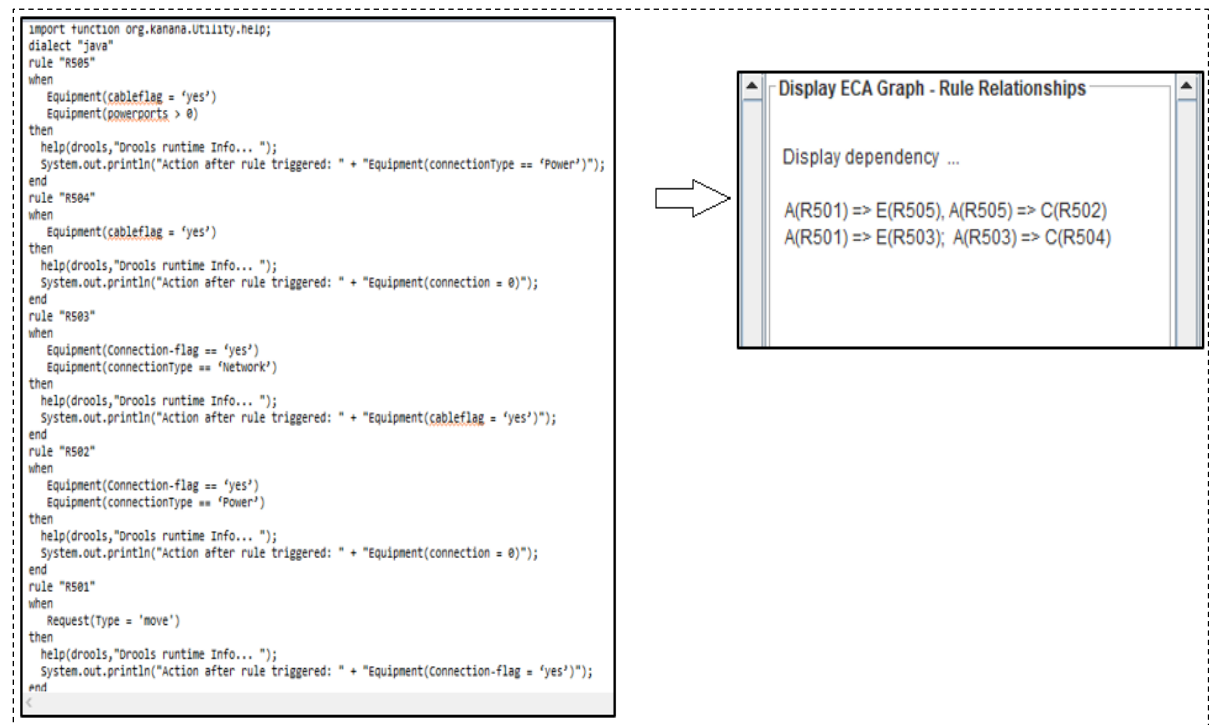 import function org.kanana.Utility.help;
dialect "java"
rule "R505"
when
Equipment(cableflag = ‘yes’)
Equipment(powerports > 0)
then
help(drools,"Drools runtime Info... ");
System.out.println("Action after rule triggered: " + "Equipment(connectionType == ‘Power’)");
end
rule "R504"
when
Equipment(cableflag = ‘yes’)
then
help(drools,"Drools runtime Info... ");
System.out.println("Action after rule triggered: " + "Equipment(connection = 0)");
end
rule "R503"
when
Equipment(Connection-flag == ‘yes’)
Equipment(connectionType == ‘Network’)
then
help(drools,"Drools runtime Info... ");
System.out.println("Action after rule triggered: " + "Equipment(cableflag = ‘yes’)");
end
rule "R502"
when
Equipment(Connection-flag == ‘yes’)
Equipment(connectionType == ‘Power’)
then
help(drools,"Drools runtime Info... ");
System.out.println("Action after rule triggered: " + "Equipment(connection = 0)");
end
rule "R501"
when
Request(Type = 'move')
then
help(drools,"Drools runtime Info... ");
System.out.println("Action after rule triggered: " + "Equipment(Connection-flag = ‘yes’)");
end
Display ECA Graph - Rule Relationships
Display dependency ...
A(R501) => E(R505), A(R505) => C(R502)
A(R501) => E(R503); A(R503) => C(R504)